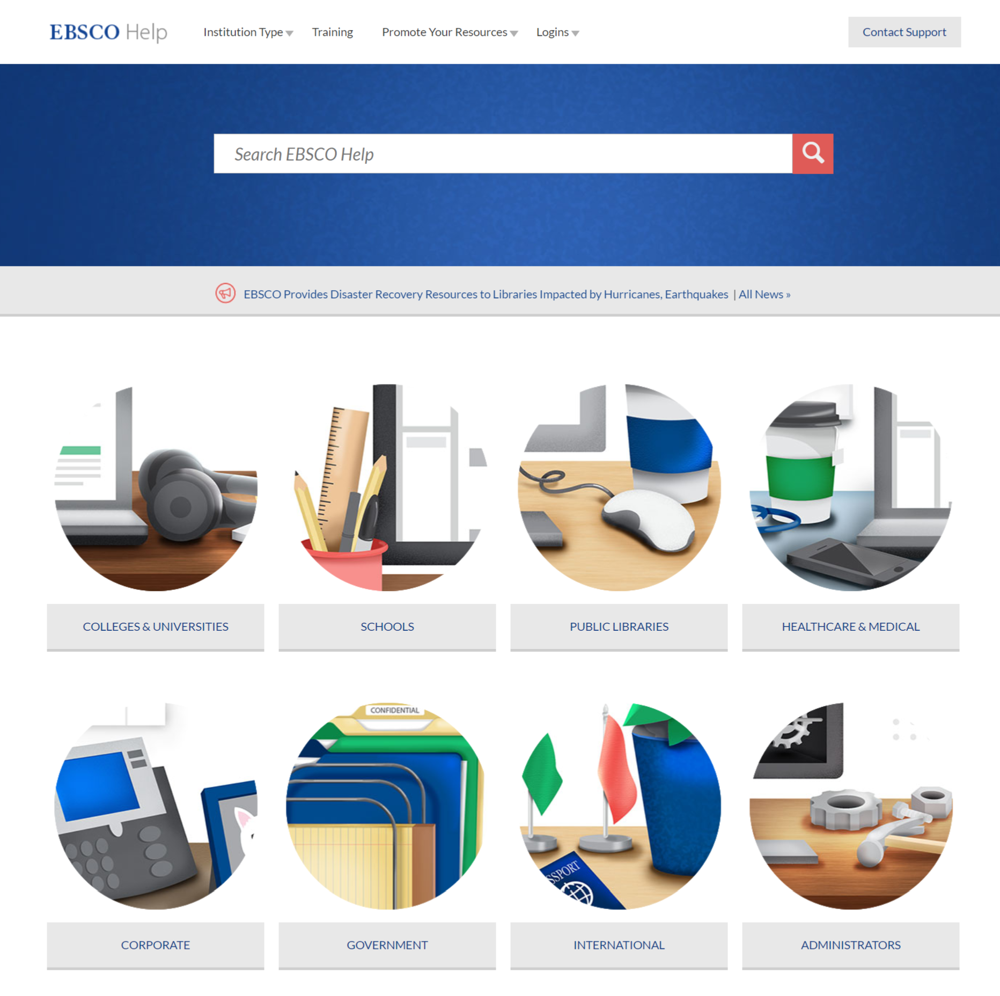 EBSCO Help
Institution Type
Training
Promote Your Resources
Logins
Contact Support
Search EBSCO Help
EBSCO Provides Disaster Recovery Resources to Libraries Impacted by Hurricanes, Earthquakes | All News »
COLLEGES & UNIVERSITIES
SCHOOLS
PUBLIC LIBRARIES
HEALTHCARE & MEDICAL
CONFIDENTIAL
SSPORT
CORPORATE
GOVERNMENT
INTERNATIONAL
ADMINISTRATORS